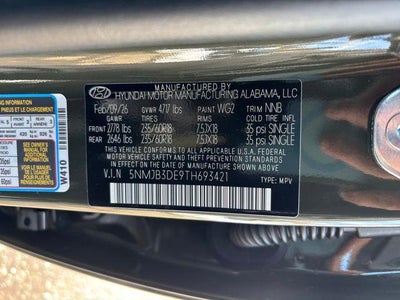 MANUFACTURED BY
HYUNDAI MOTOR MANUFACTURING ALABAMA, LLC
Feb/09/26 GVWR 4717 lbs PAINT WG2 TRIM NNB
GAWR TIRES RIMS COLD TIRE INFL
FRONT 2778 lbs 235/60R18 7.5JX18 35 psi SINGLE
REAR 2646 lbs 235/60R18 7.5JX18 35 psi SINGLE
THIS VEHICLE CONFORMS TO ALL APPLICABLE U.S.A. FEDERAL
MOTOR VEHICLE SAFETY, BUMPER, AND THEFT PREVENTION
STANDARDS IN EFFECT ON THE DATE OF MANUFACTURE SHOWN ABOVE.
V.I.N 5NMJB3DE9TH693421 TYPE: MPV
W410